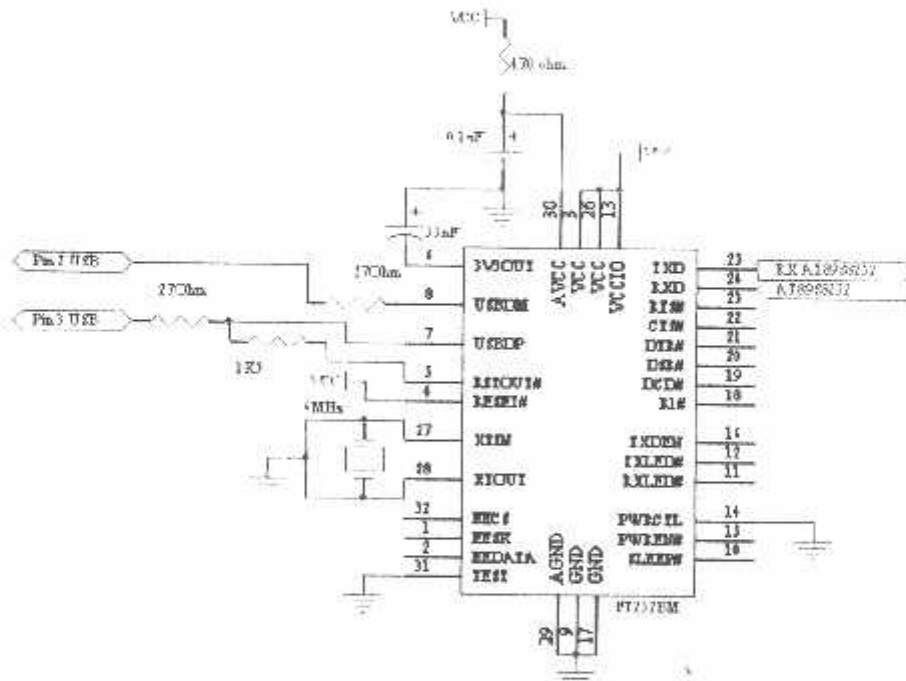 VCC
470 ohm
0.1uF
33nF
27Ohm
Pin 2 USB
27Ohm
Pin 3 USB
1K5
VCC
6
3V3OUT
8
USBDM
7
USBDP
5
RSTOUT#
4
RESET#
27
XTIN
28
XTOUT
32
EECS
1
EESK
2
EEDATA
31
TEST
30
3
26
13
AVCC
VCC
VCC
VCCIO
AGND
GND
GND
29
9
17
TXD
25
RXD
24
RTS#
23
CTS#
22
DTR#
21
DSR#
20
DCD#
19
RI#
18
TXDEN
16
TXLED#
12
RXLED#
11
PWRCTL
14
PWREN#
15
SLEEP#
10